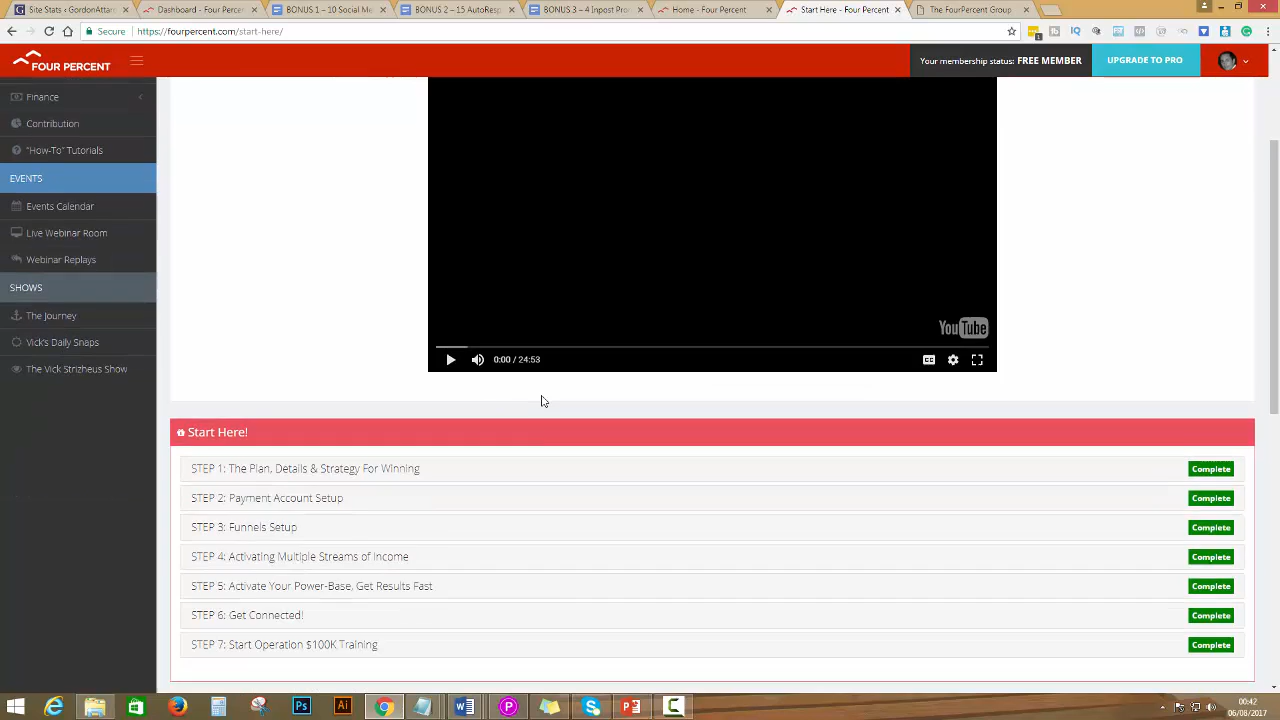 Site Stats ‹ GordonAttar
Dashboard - Four Percen
BONUS 1 – 10 Social Me
BONUS 2 – 15 AutoResp
BONUS 3 – 4 Inpost Pro
Home - Four Percent
Start Here - Four Percent
The FourPercent Group
Secure
https://fourpercent.com/start-here/
FOUR PERCENT
Your membership status: FREE MEMBER
UPGRADE TO PRO
Finance
Contribution
"How-To" Tutorials
EVENTS
Events Calendar
Live Webinar Room
Webinar Replays
SHOWS
The Journey
Vick's Daily Snaps
The Vick Strizheus Show
YouTube
0:00 / 24:53
CC
Start Here!
STEP 1: The Plan, Details & Strategy For Winning
Complete
STEP 2: Payment Account Setup
Complete
STEP 3: Funnels Setup
Complete
STEP 4: Activating Multiple Streams of Income
Complete
STEP 5: Activate Your Power-Base, Get Results Fast
Complete
STEP 6: Get Connected!
Complete
STEP 7: Start Operation $100K Training
Complete
00:42
06/08/2017